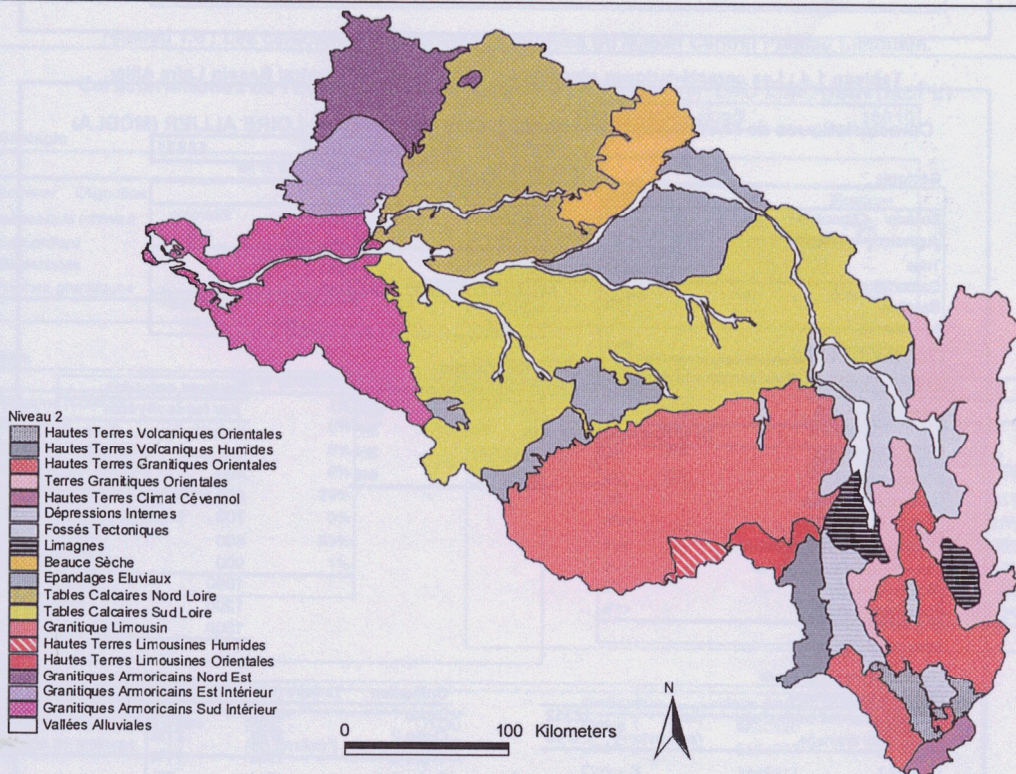 Niveau 2
Hautes Terres Volcaniques Orientales
Hautes Terres Volcaniques Humides
Hautes Terres Granitiques Orientales
Terres Granitiques Orientales
Hautes Terres Climat Cévennol
Dépressions Internes
Fossés Tectoniques
Limagnes
Beauce Sèche
Epandages Eluviaux
Tables Calcaires Nord Loire
Tables Calcaires Sud Loire
Granitique Limousin
Hautes Terres Limousines Humides
Hautes Terres Limousines Orientales
Granitiques Armoricains Nord Est
Granitiques Armoricains Est Intérieur
Granitiques Armoricains Sud Intérieur
Vallées Alluviales
N
0 100 Kilometers